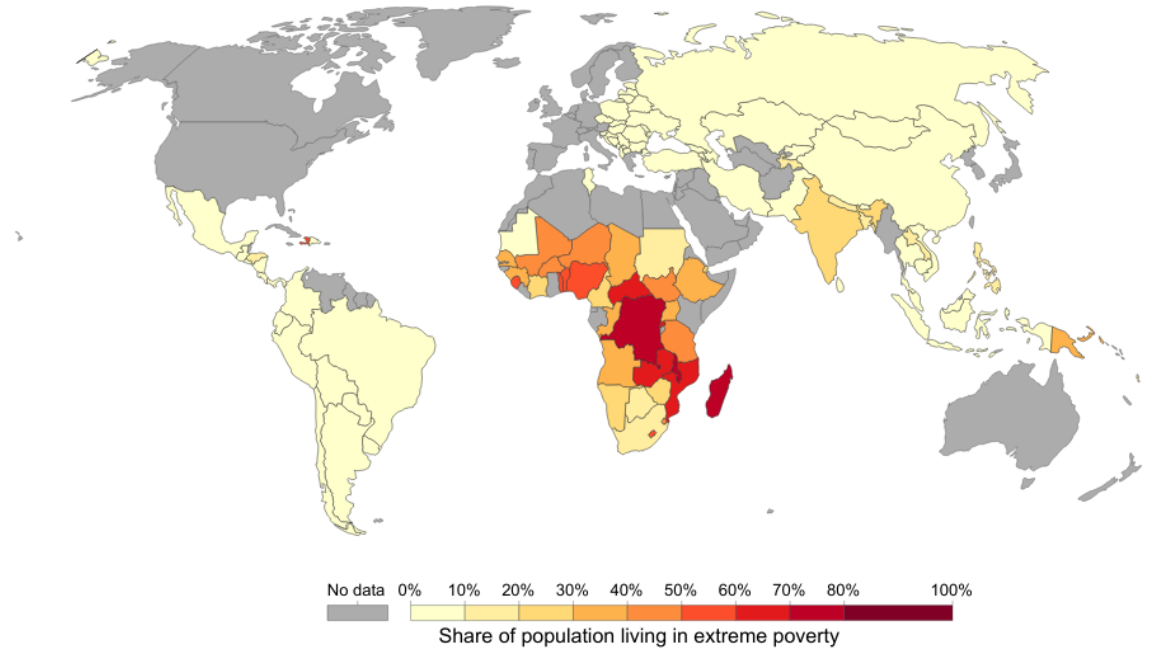 No data 0% 10% 20% 30% 40% 50% 60% 70% 80% 100%
Share of population living in extreme poverty